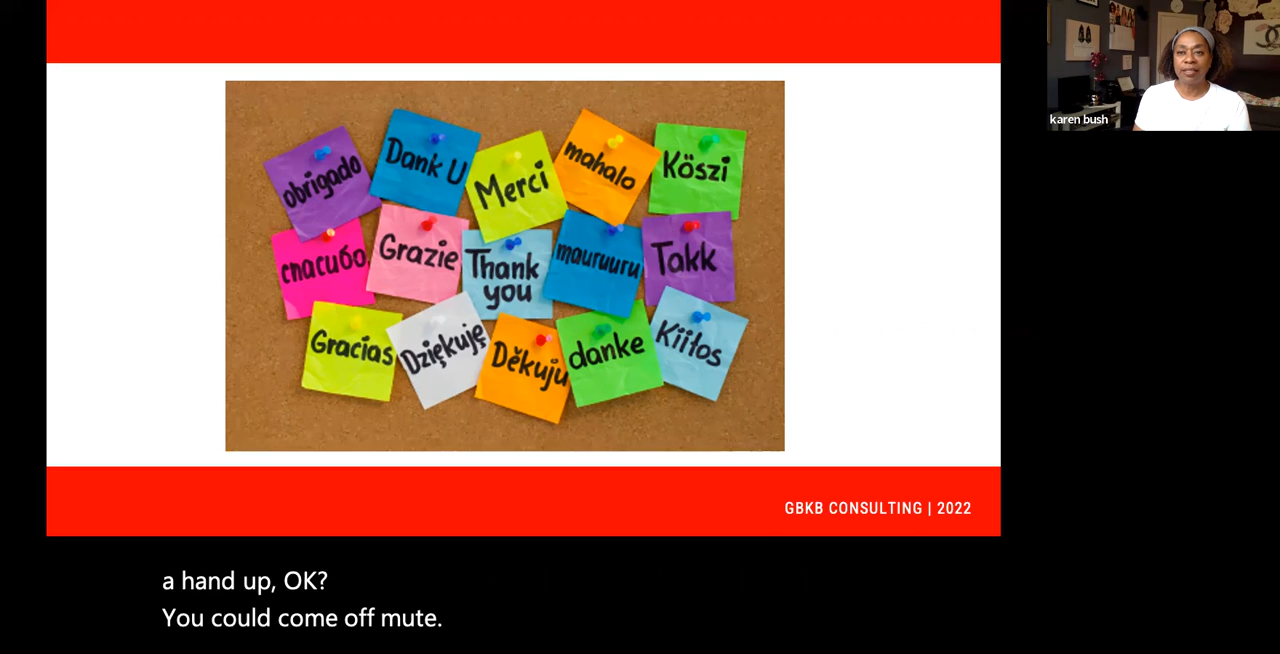 karen bush
obrigado
Dank U
Merci
mahalo
Köszi
спасибо
Grazie
Thank
you
mauruuru
Takk
Gracias
Dziękuję
Děkuju
danke
Kiitos
GBKB CONSULTING | 2022
a hand up, OK?
You could come off mute.